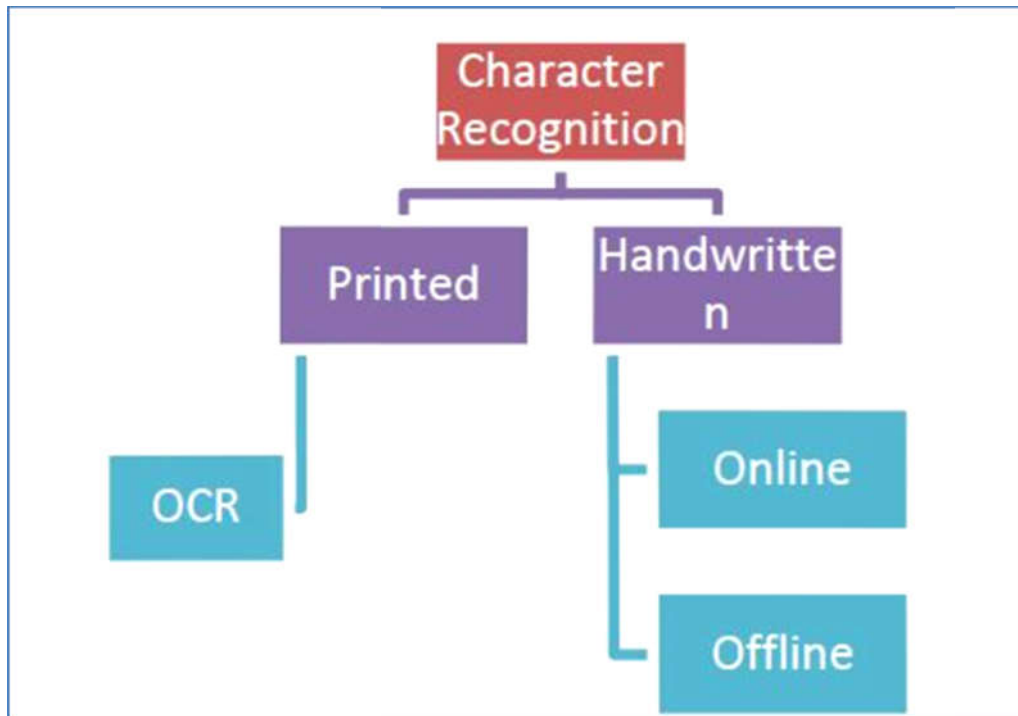 Character
Recognition
Printed
Handwritte
n
OCR
Online
Offline